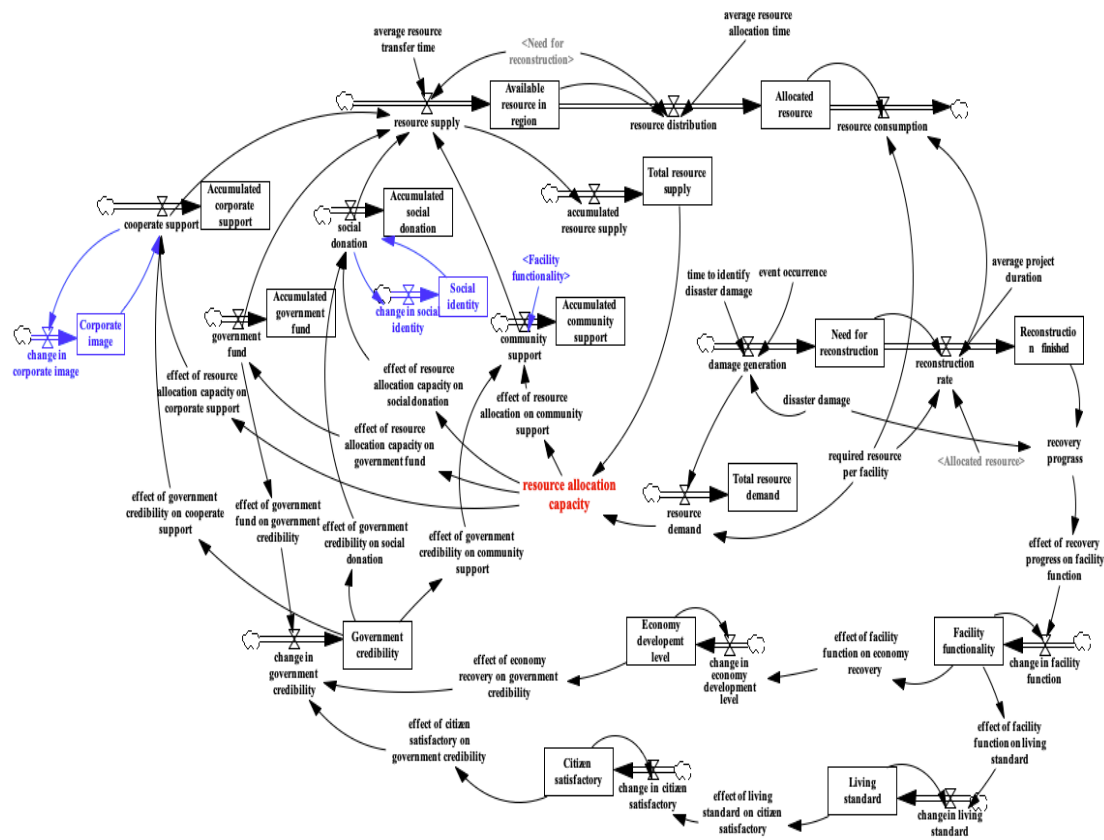 average resource
transfer time
<Need for
reconstruction>
average resource
allocation time
Available
resource in
region
Allocated
resource
resource supply
resource distribution
resource consumption
Accumulated
corporate
support
cooperate support
Accumulated
social
donation
social
donation
Total resource
supply
accumulated
resource supply
<Facility
functionality>
time to identify
disaster damage
event occurrence
average project
duration
Corporate
image
change in
corporate image
Accumulated
government
fund
government
fund
Social
identity
change in social
identity
Accumulated
community
support
community
support
Need for
reconstruction
damage generation
Reconstructio
n finished
reconstruction
rate
effect of resource
allocation capacity on
corporate support
effect of resource
allocation capacity on
social donation
effect of resource
allocation on community
support
disaster damage
effect of resource
allocation capacity on
government fund
required resource
per facility
<Allocated resource>
recovery
prograss
resource allocation
capacity
Total resource
demand
resource
demand
effect of government
credibility on cooperate
support
effect of government
fund on government
credibility
effect of government
credibility on social
donation
effect of government
credibility on community
support
effect of recovery
progress on facility
function
Government
credibility
change in
government
credibility
Economy
developemt
level
change in
economy
development
level
effect of facility
function on economy
recovery
Facility
functionality
change in facility
function
effect of economy
recovery on government
credibility
effect of citizen
satisfactory on
government credibility
effect of facility
function on living
standard
Citizen
satisfactory
change in citizen
satisfactory
effect of living
standard on citizen
satisfactory
Living
standard
change in living
standard